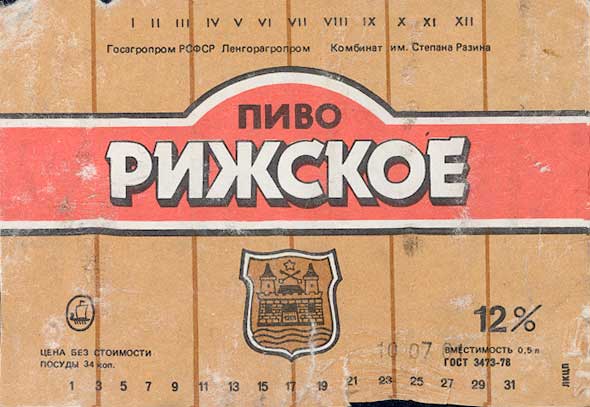 I II III IV V VI VII VIII IX X XI XII
Госагропром РСФСР Ленгорагропром Комбинат им. Степана Разина
ПИВО
РИЖСКОЕ
12%
ЦЕНА БЕЗ СТОИМОСТИ
ПОСУДЫ 34 коп.
10 07
ВМЕСТИМОСТЬ 0,5 л
ГОСТ 3473-78
1 3 5 7 9 11 13 15 17 19 21 23 25 27 29 31
ЛКЦП